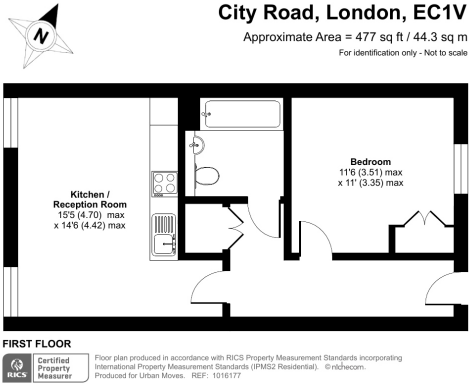 City Road, London, EC1V
Approximate Area = 477 sq ft / 44.3 sq m
For identification only - Not to scale
N
Kitchen /
Reception Room
15'5 (4.70) max
x 14'6 (4.42) max
Bedroom
11'6 (3.51) max
x 11' (3.35) max
FIRST FLOOR
RICS
Certified
Property
Measurer
Floor plan produced in accordance with RICS Property Measurement Standards incorporating
International Property Measurement Standards (IPMS2 Residential). © nichecom.
Produced for Urban Moves. REF: 1016177